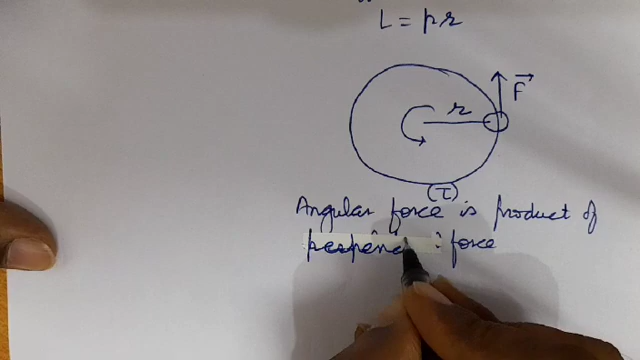 L = pr
F
r
(τ)
Angular force is product of
force